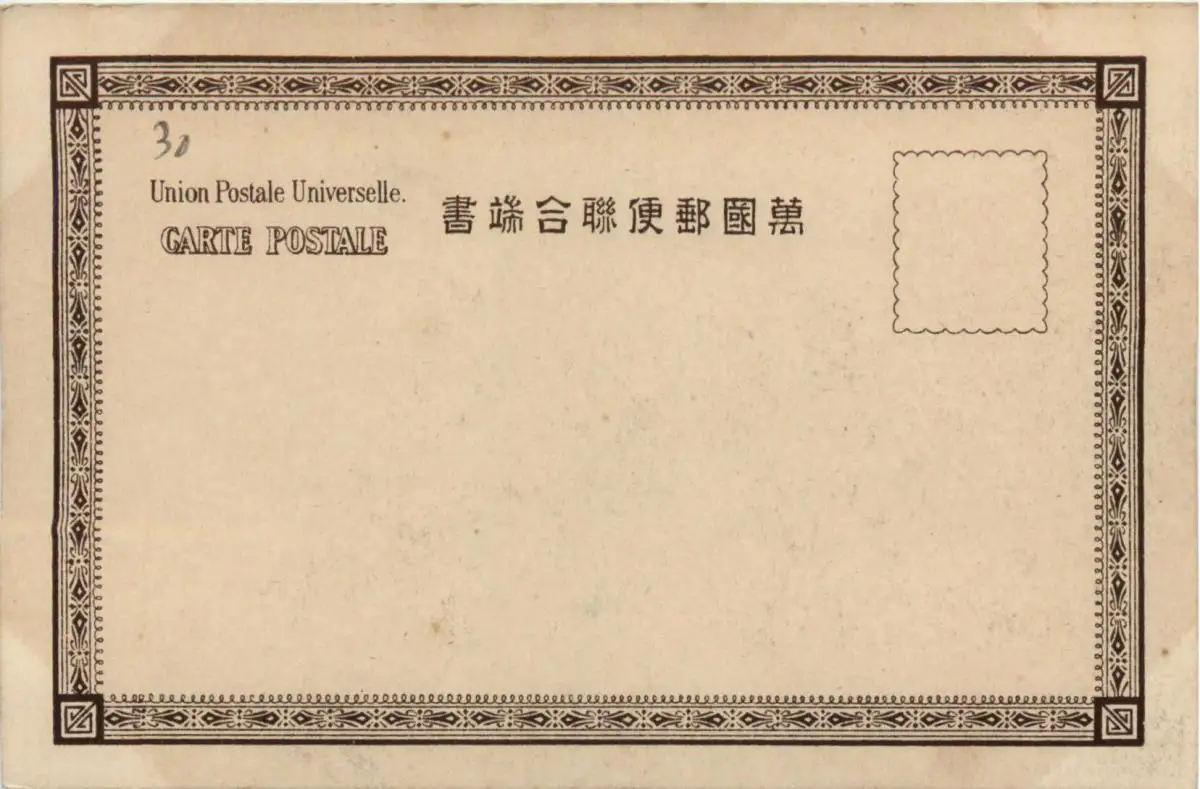 30
Union Postale Universelle.
CARTE POSTALE
萬國郵便聯合端書